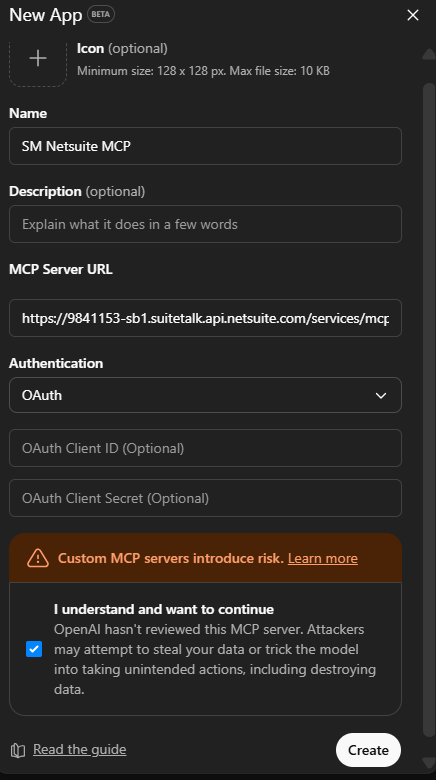 New App BETA
Icon (optional)
Minimum size: 128 x 128 px. Max file size: 10 KB
Name
SM Netsuite MCP
Description (optional)
Explain what it does in a few words
MCP Server URL
https://9841153-sb1.suitetalk.api.netsuite.com/services/mcp
Authentication
OAuth
OAuth Client ID (Optional)
OAuth Client Secret (Optional)
Custom MCP servers introduce risk. Learn more
I understand and want to continue
OpenAI hasn't reviewed this MCP server. Attackers
may attempt to steal your data or trick the model
into taking unintended actions, including destroying
data.
Read the guide
Create